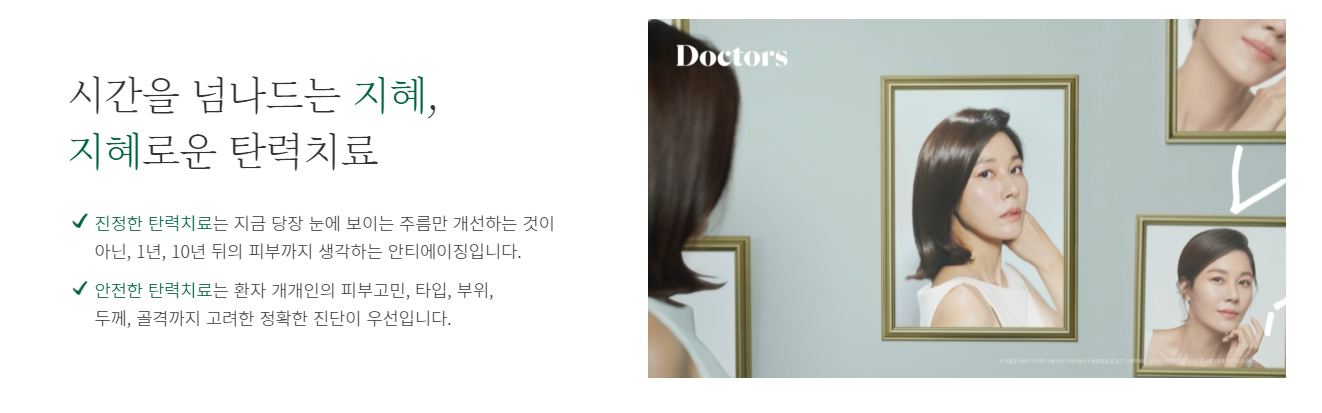 시간을 넘나드는 지혜,
지혜로운 탄력치료
진정한 탄력치료는 지금 당장 눈에 보이는 주름만 개선하는 것이
아닌, 1년, 10년 뒤의 피부까지 생각하는 안티에이징입니다.
안전한 탄력치료는 환자 개개인의 피부고민, 타입, 부위,
두께, 골격까지 고려한 정확한 진단이 우선입니다.
Doctors